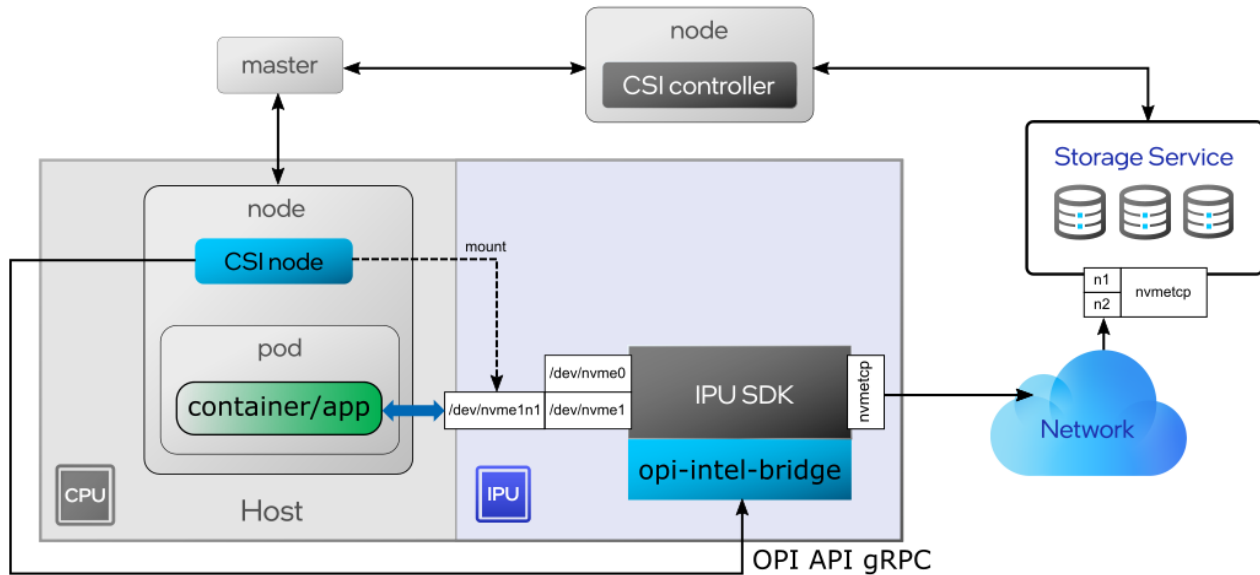 node
master
CSI controller
Storage Service
node
mount
CSI node
n1
nvmetcp
n2
pod
/dev/nvme0
IPU SDK
nvmetcp
container/app
/dev/nvme1n1
/dev/nvme1
Network
opi-intel-bridge
CPU
Host
IPU
OPI API gRPC